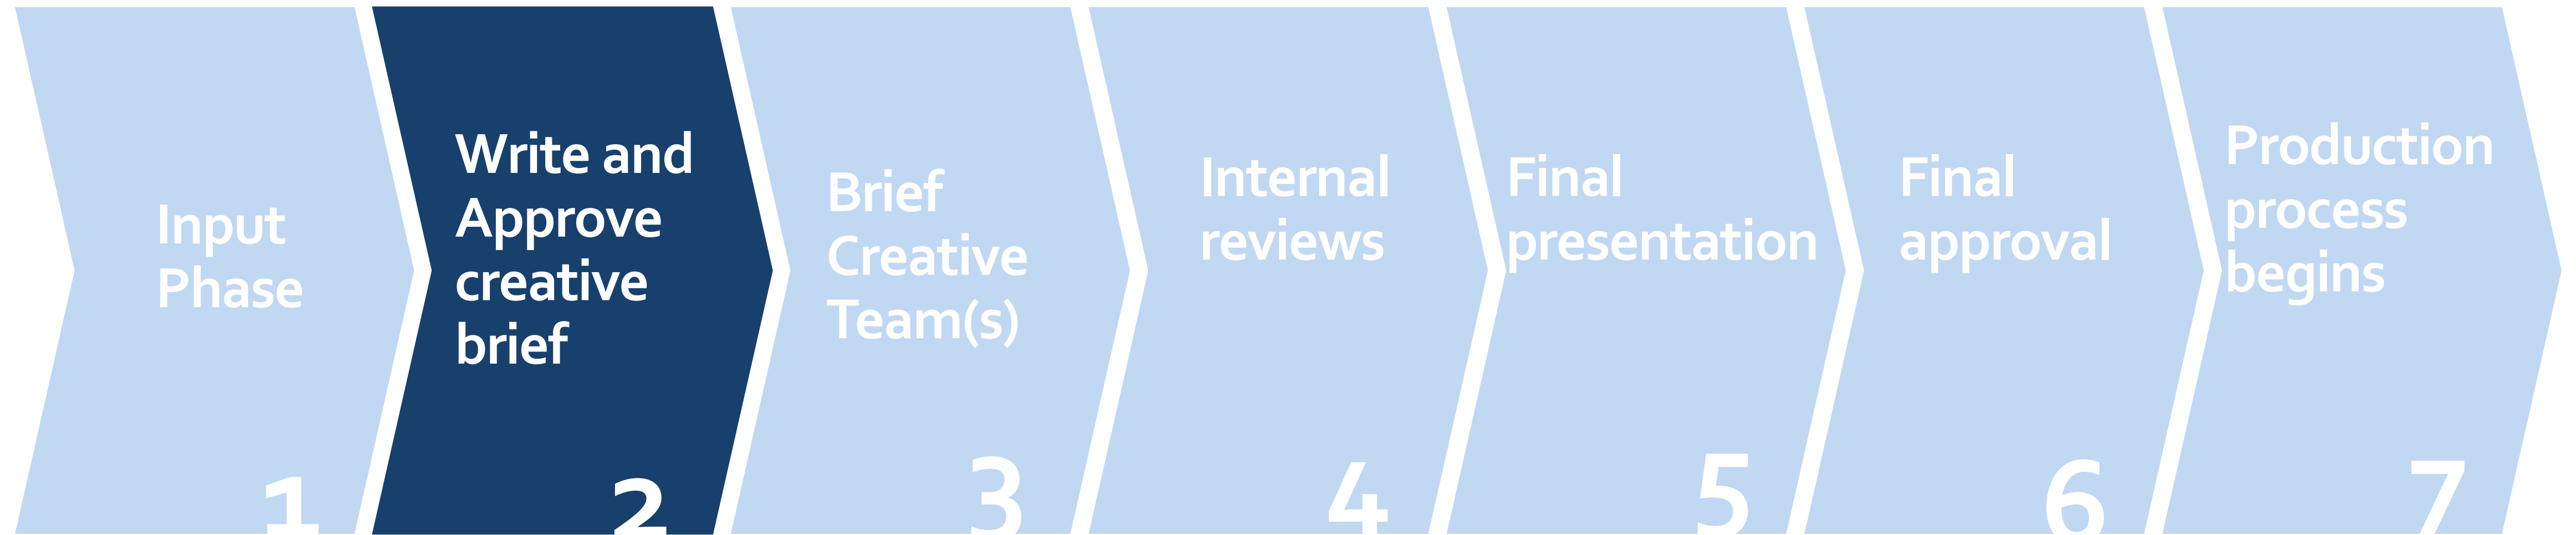 Input
Phase
1
Write and
Approve
creative
brief
2
Brief
Creative
Team(s)
3
Internal
reviews
4
Final
presentation
5
Final
approval
6
Production
process
begins
7